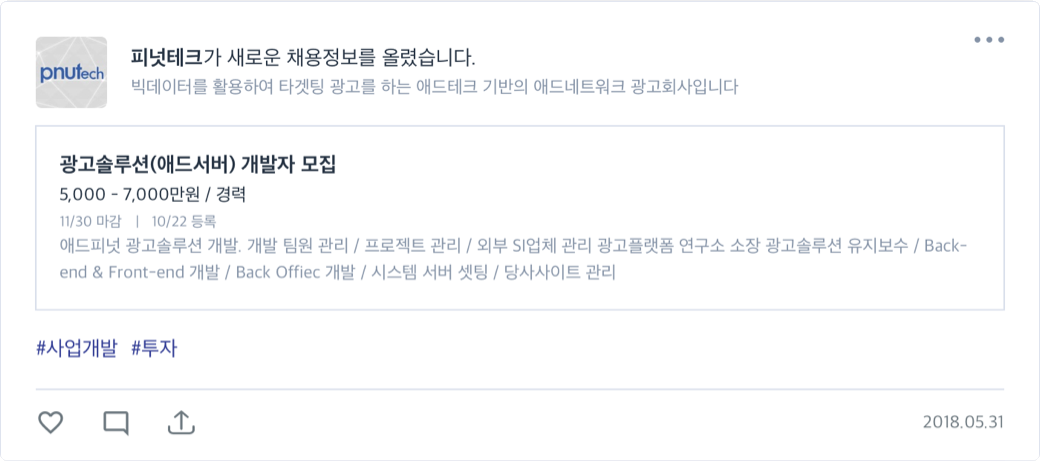 pnutech
피넛테크가 새로운 채용정보를 올렸습니다.
빅데이터를 활용하여 타겟팅 광고를 하는 애드테크 기반의 애드네트워크 광고회사입니다
광고솔루션(애드서버) 개발자 모집
5,000 - 7,000만원 / 경력
11/30 마감 | 10/22 등록
애드피넛 광고솔루션 개발. 개발 팀원 관리 / 프로젝트 관리 / 외부 SI업체 관리 광고플랫폼 연구소 소장 광고솔루션 유지보수 / Back-
end & Front-end 개발 / Back Offiec 개발 / 시스템 서버 셋팅 / 당사사이트 관리
#사업개발 #투자
2018.05.31